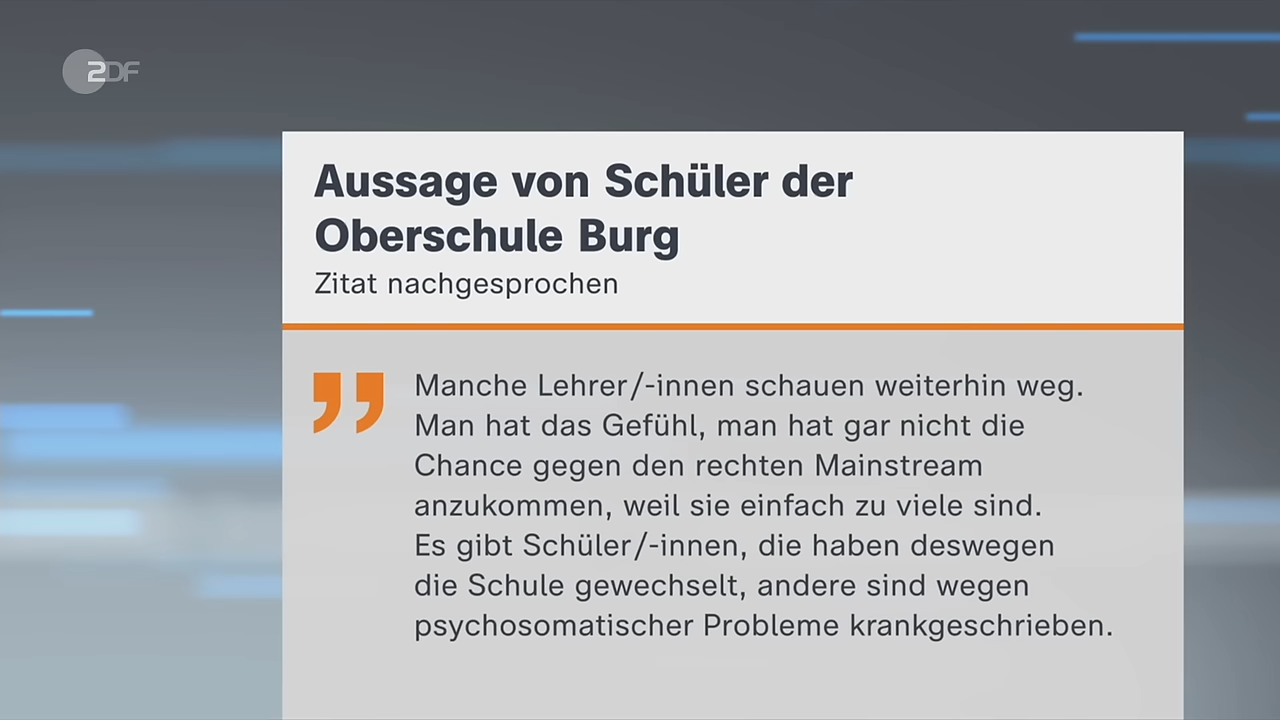 ZDF
Aussage von Schüler der
Oberschule Burg
Zitat nachgesprochen
” Manche Lehrer/-innen schauen weiterhin weg.
Man hat das Gefühl, man hat gar nicht die
Chance gegen den rechten Mainstream
anzukommen, weil sie einfach zu viele sind.
Es gibt Schüler/-innen, die haben deswegen
die Schule gewechselt, andere sind wegen
psychosomatischer Probleme krankgeschrieben.